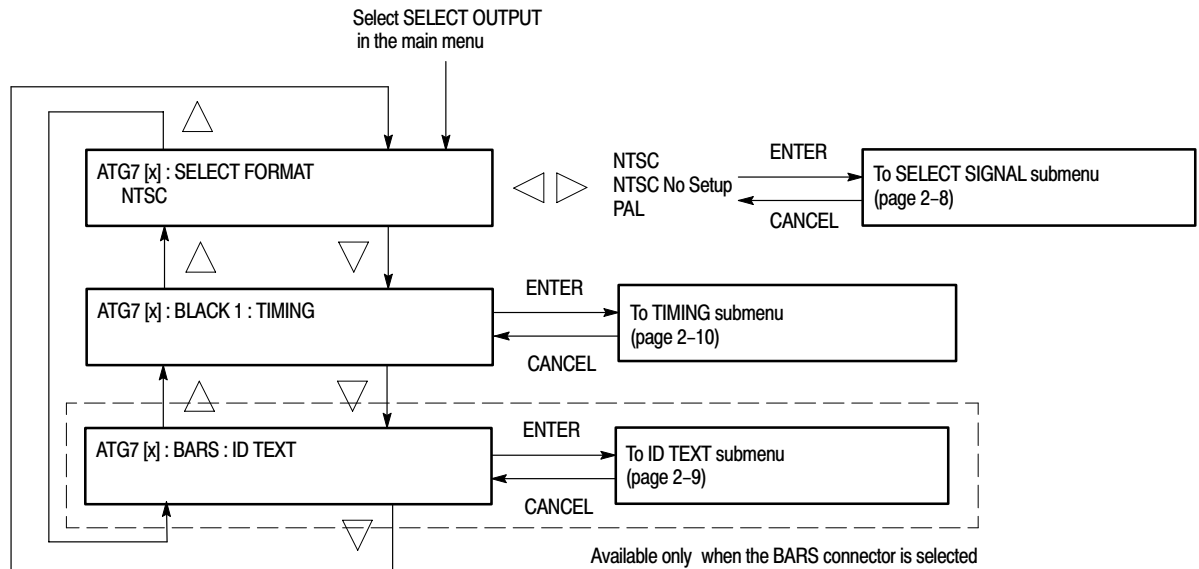 Select SELECT OUTPUT
in the main menu
ATG7 [x] : SELECT FORMAT
NTSC
NTSC
NTSC No Setup
PAL
ENTER
CANCEL
To SELECT SIGNAL submenu
(page 2–8)
ATG7 [x] : BLACK 1 : TIMING
ENTER
CANCEL
To TIMING submenu
(page 2–10)
ATG7 [x] : BARS : ID TEXT
ENTER
CANCEL
To ID TEXT submenu
(page 2–9)
Available only when the BARS connector is selected